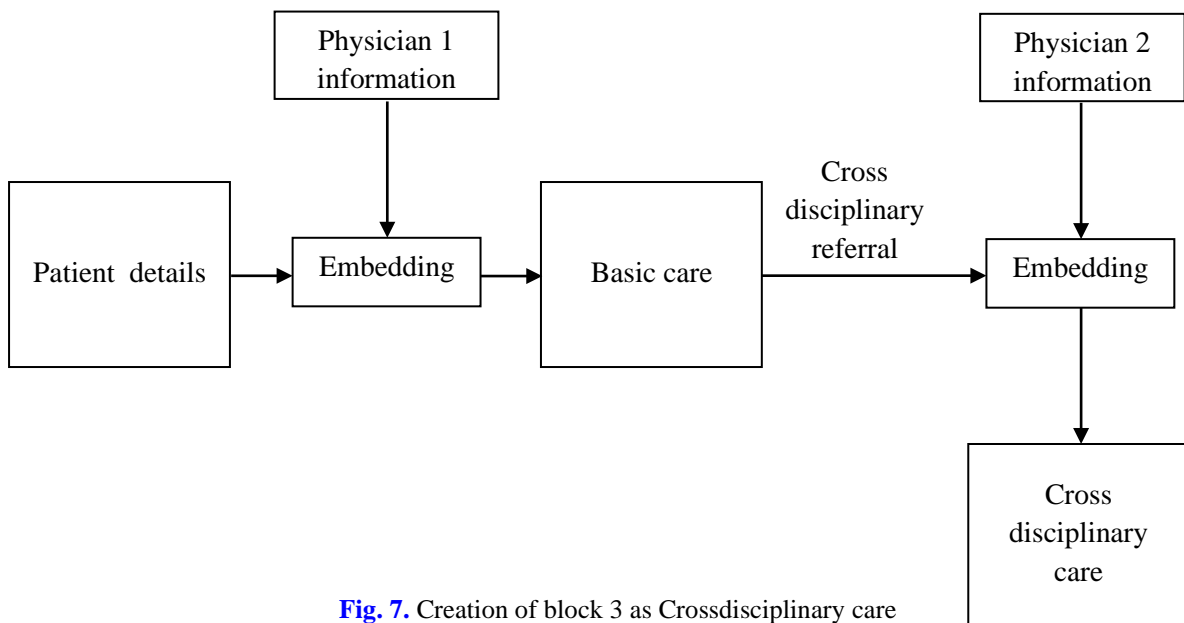 Physician 1
information
Physician 2
information
Patient details
Embedding
Basic care
Cross
disciplinary
referral
Embedding
Cross
disciplinary
care
Fig. 7. Creation of block 3 as Crossdisciplinary care